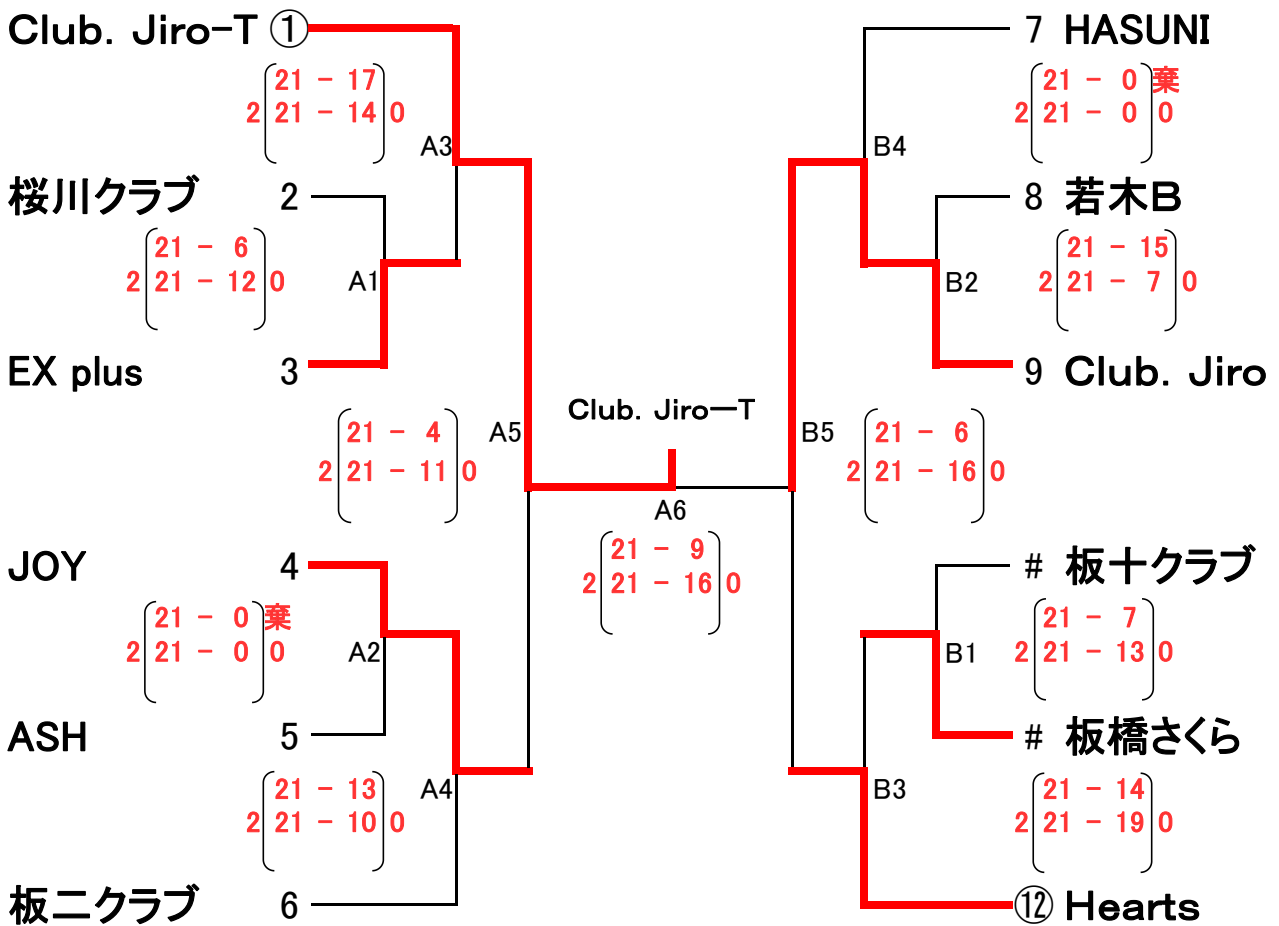 Club. Jiro-T ①
21 - 17
2 21 - 14 0
A3
桜川クラブ 2
21 - 6
2 21 - 12 0
A1
EX plus 3
21 - 4
2 21 - 11 0
A5
JOY 4
21 - 0 棄
2 21 - 0 0
A2
ASH 5
21 - 13
2 21 - 10 0
A4
板二クラブ 6
Club. Jiro－T
A6
21 - 9
2 21 - 16 0
7 HASUNI
21 - 0 棄
2 21 - 0 0
B4
8 若木B
21 - 15
2 21 - 7 0
B2
9 Club. Jiro
B5
21 - 6
2 21 - 16 0
# 板十クラブ
21 - 7
2 21 - 13 0
B1
# 板橋さくら
21 - 14
2 21 - 19 0
B3
⑫ Hearts